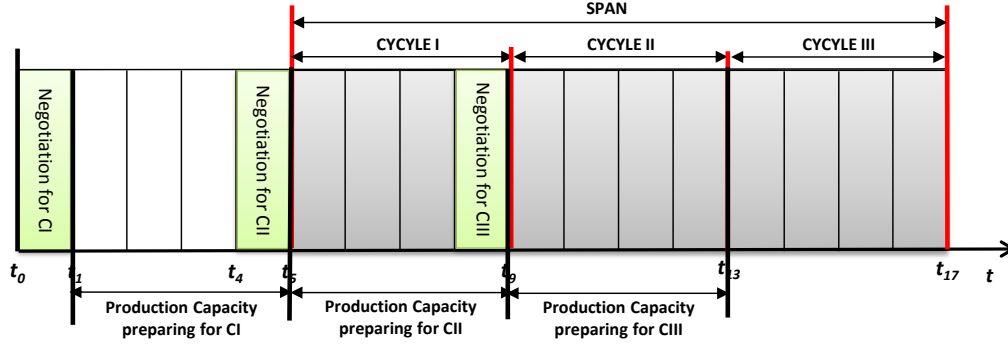 SPAN
CYCYLE I
CYCYLE II
CYCYLE III
Negotiation for CI
Negotiation for CII
Negotiation for CIII
t0
t1
t4
t5
t9
t13
t17
t
Production Capacity
preparing for CI
Production Capacity
preparing for CII
Production Capacity
preparing for CIII